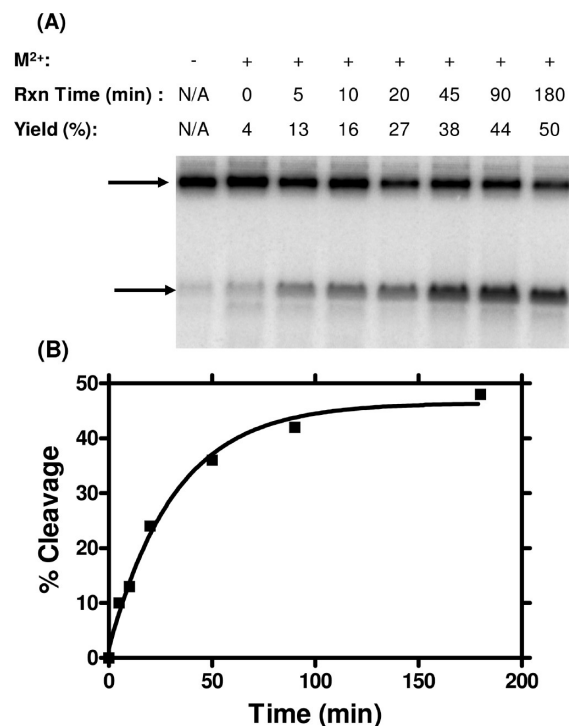 (A)
M²⁺: - + + + + + + +
Rxn Time (min) : N/A 0 5 10 20 45 90 180
Yield (%): N/A 4 13 16 27 38 44 50
(B)
50
40
30
20
10
0
% Cleavage
0 50 100 150 200
Time (min)